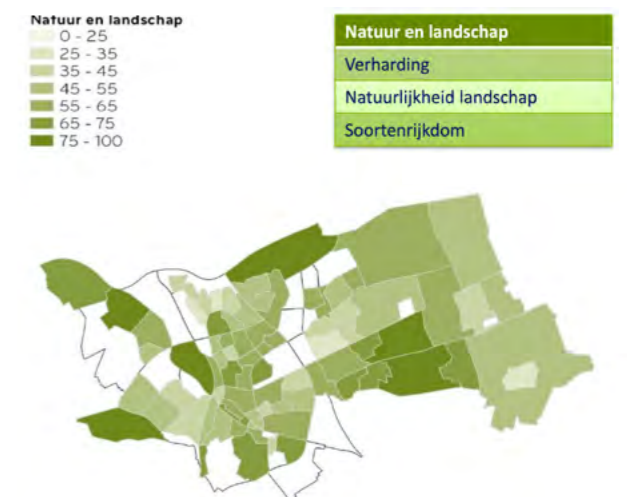 Natuur en landschap
0 - 25
25 - 35
35 - 45
45 - 55
55 - 65
65 - 75
75 - 100
Natuur en landschap
Verharding
Natuurlijkheid landschap
Soortenrijkdom